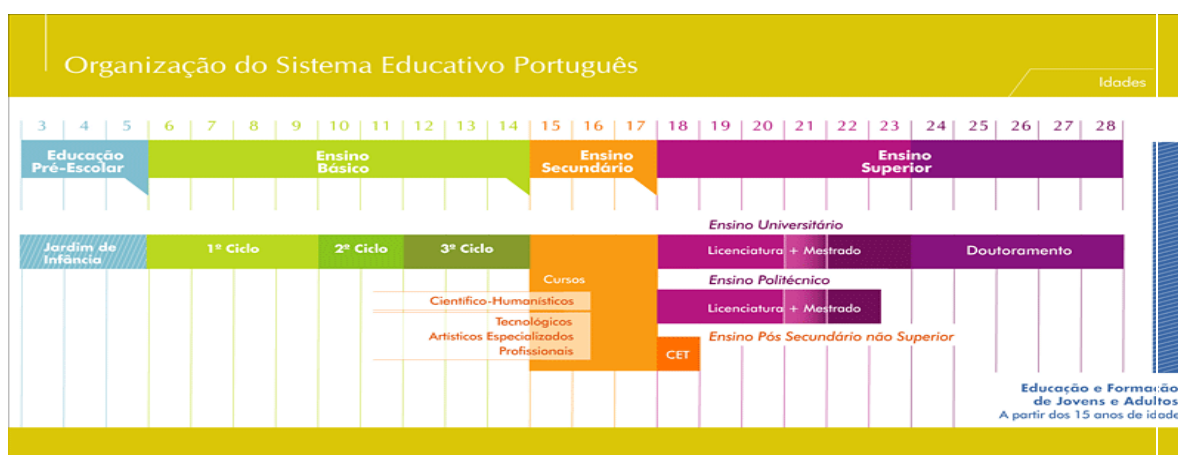 Organização do Sistema Educativo Português
Idades
3 4 5 6 7 8 9 10 11 12 13 14 15 16 17 18 19 20 21 22 23 24 25 26 27 28
Educação
Pré-Escolar
Ensino
Básico
Ensino
Secundário
Ensino
Superior
Jardim de
Infância
1º Ciclo
2º Ciclo
3º Ciclo
Cursos
Científico-Humanísticos
Tecnológicos
Artísticos Especializados
Profissionais
Ensino Universitário
Licenciatura + Mestrado
Doutoramento
Ensino Politécnico
Licenciatura + Mestrado
Ensino Pós Secundário não Superior
CET
Educação e Formação
de Jovens e Adultos
A partir dos 15 anos de idade